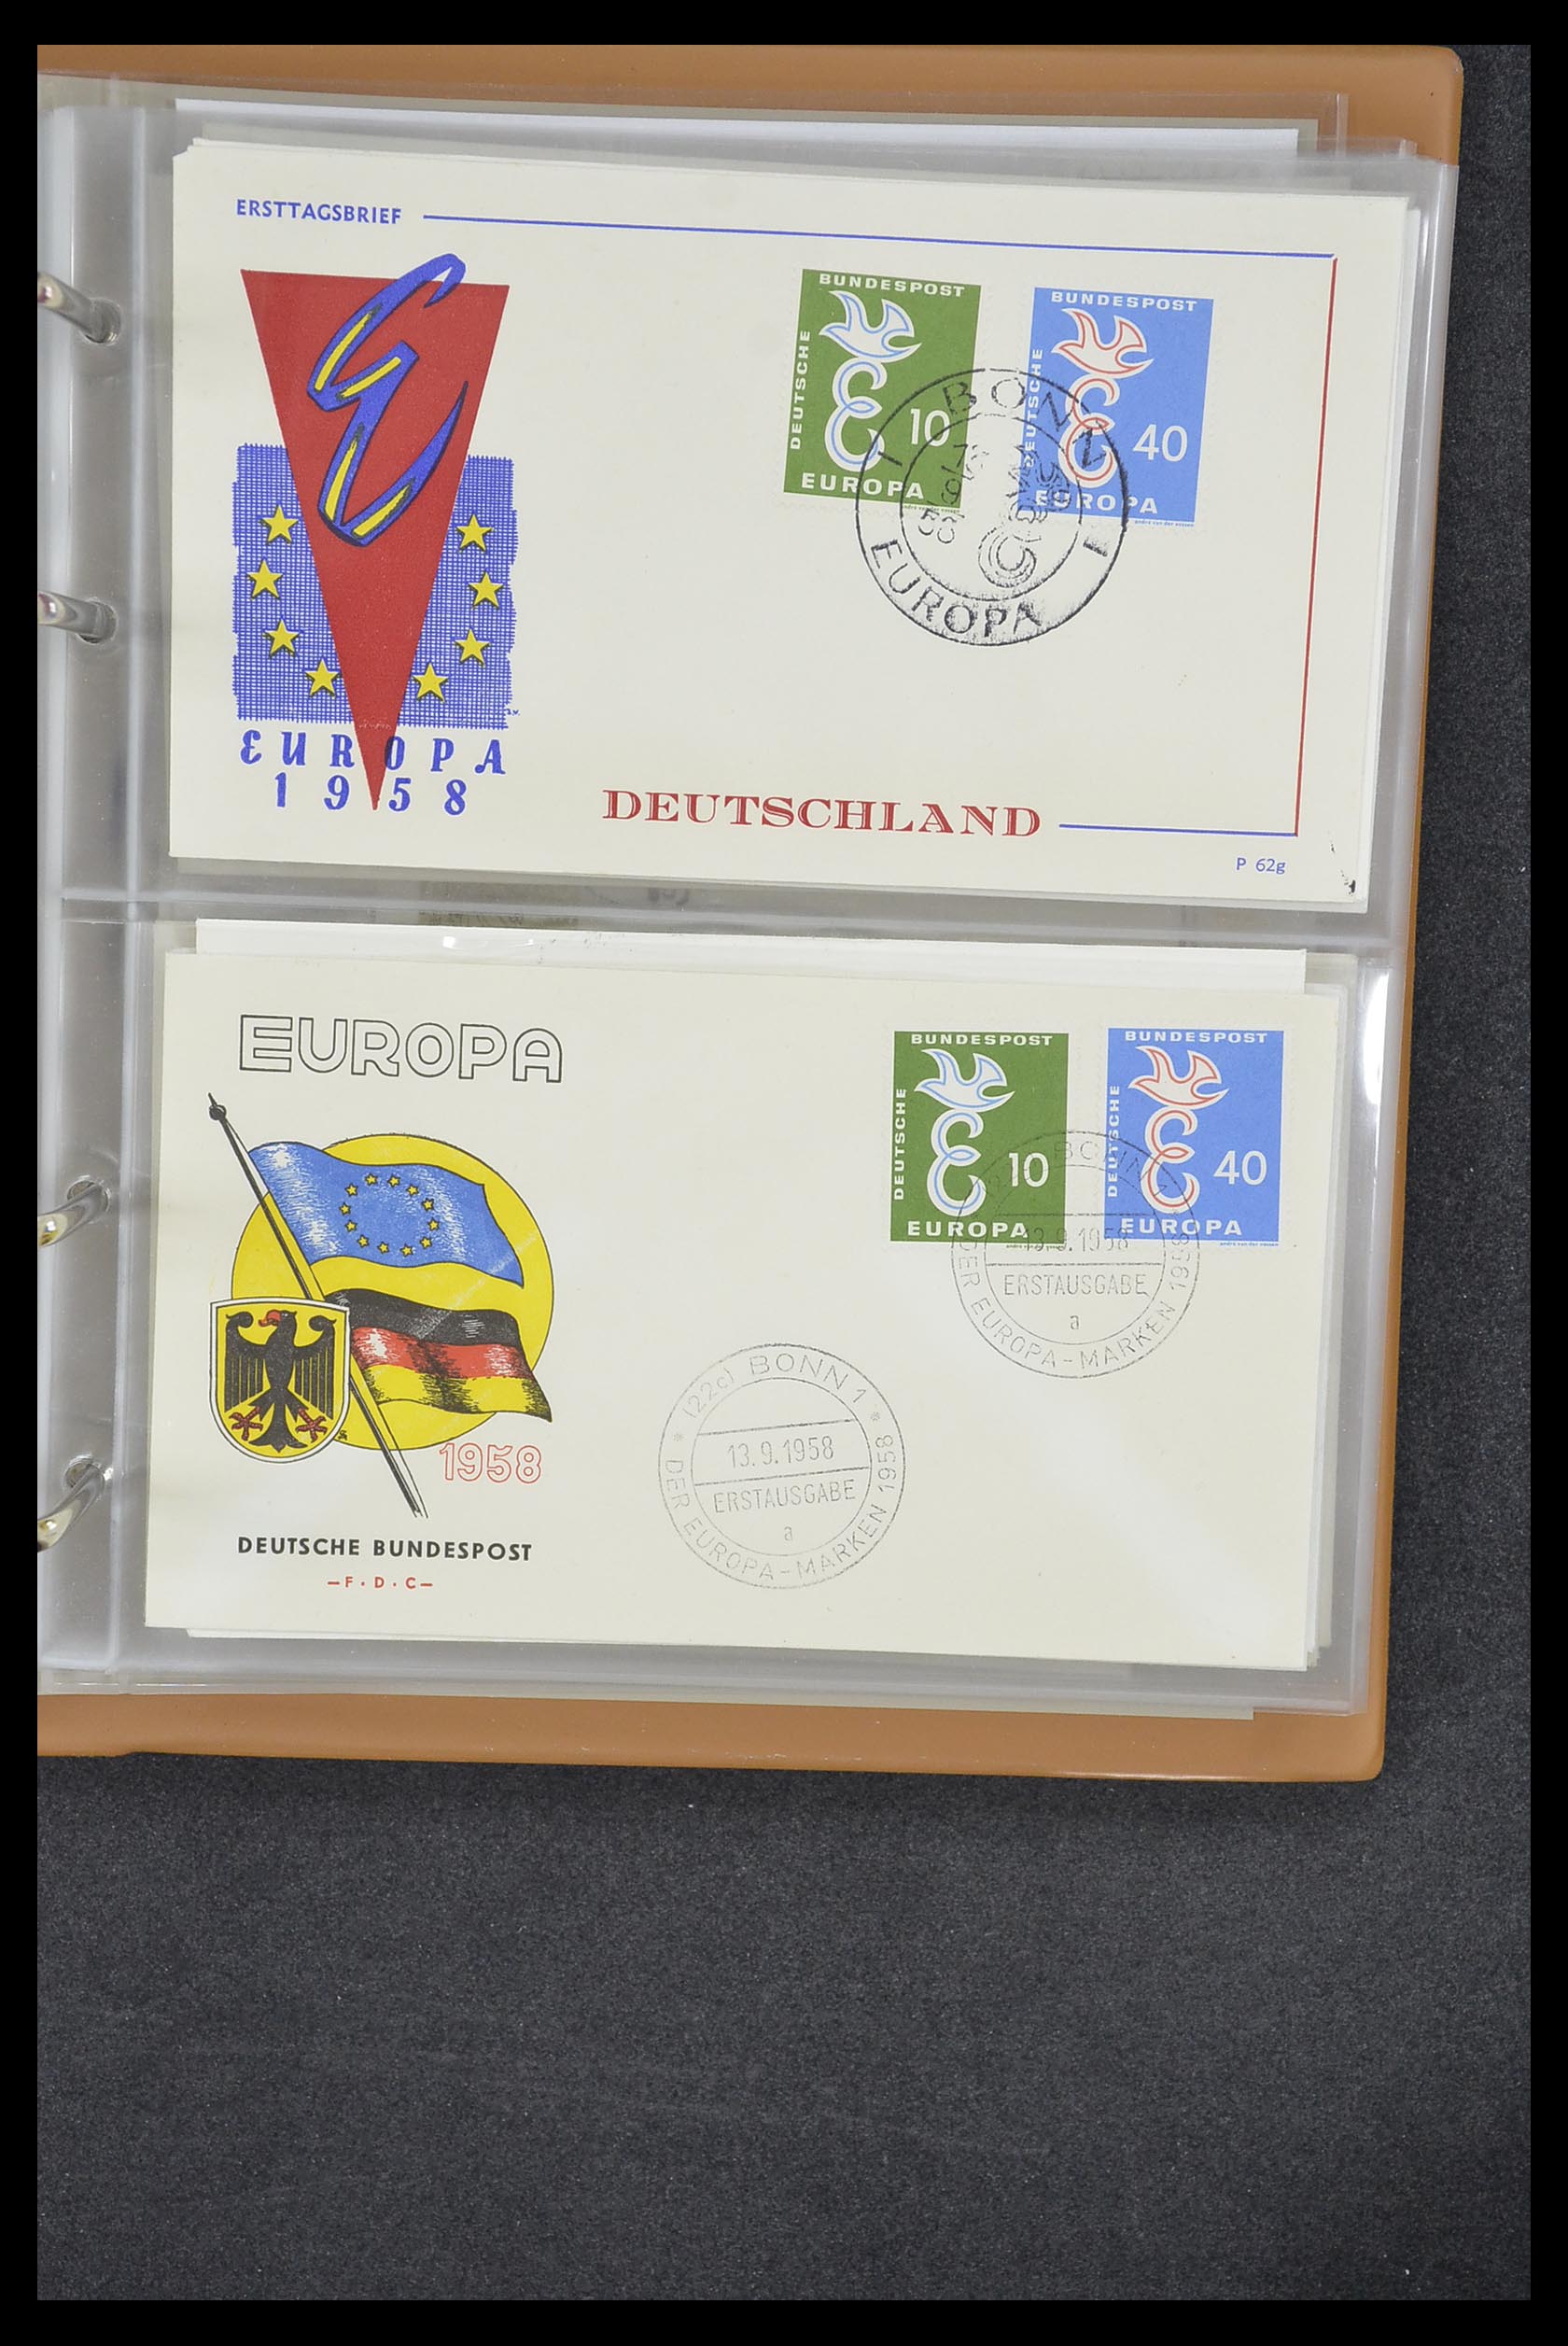 ERSTTAGSBRIEF
BUNDESPOST
DEUTSCHE
10
EUROPA
BUNDESPOST
DEUTSCHE
40
EUROPA
BONN
EUROPA
EUROPA
1958
DEUTSCHLAND
P 62g
EUROPA
BUNDESPOST
DEUTSCHE
10
EUROPA
BUNDESPOST
DEUTSCHE
40
EUROPA
BONN
13.9.1958
ERSTAUSGABE
a
DER EUROPA-MARKEN 1958
(22c) BONN 1
13.9.1958
ERSTAUSGABE
a
* DER EUROPA-MARKEN 1958 *
1958
DEUTSCHE BUNDESPOST
–F·D·C–